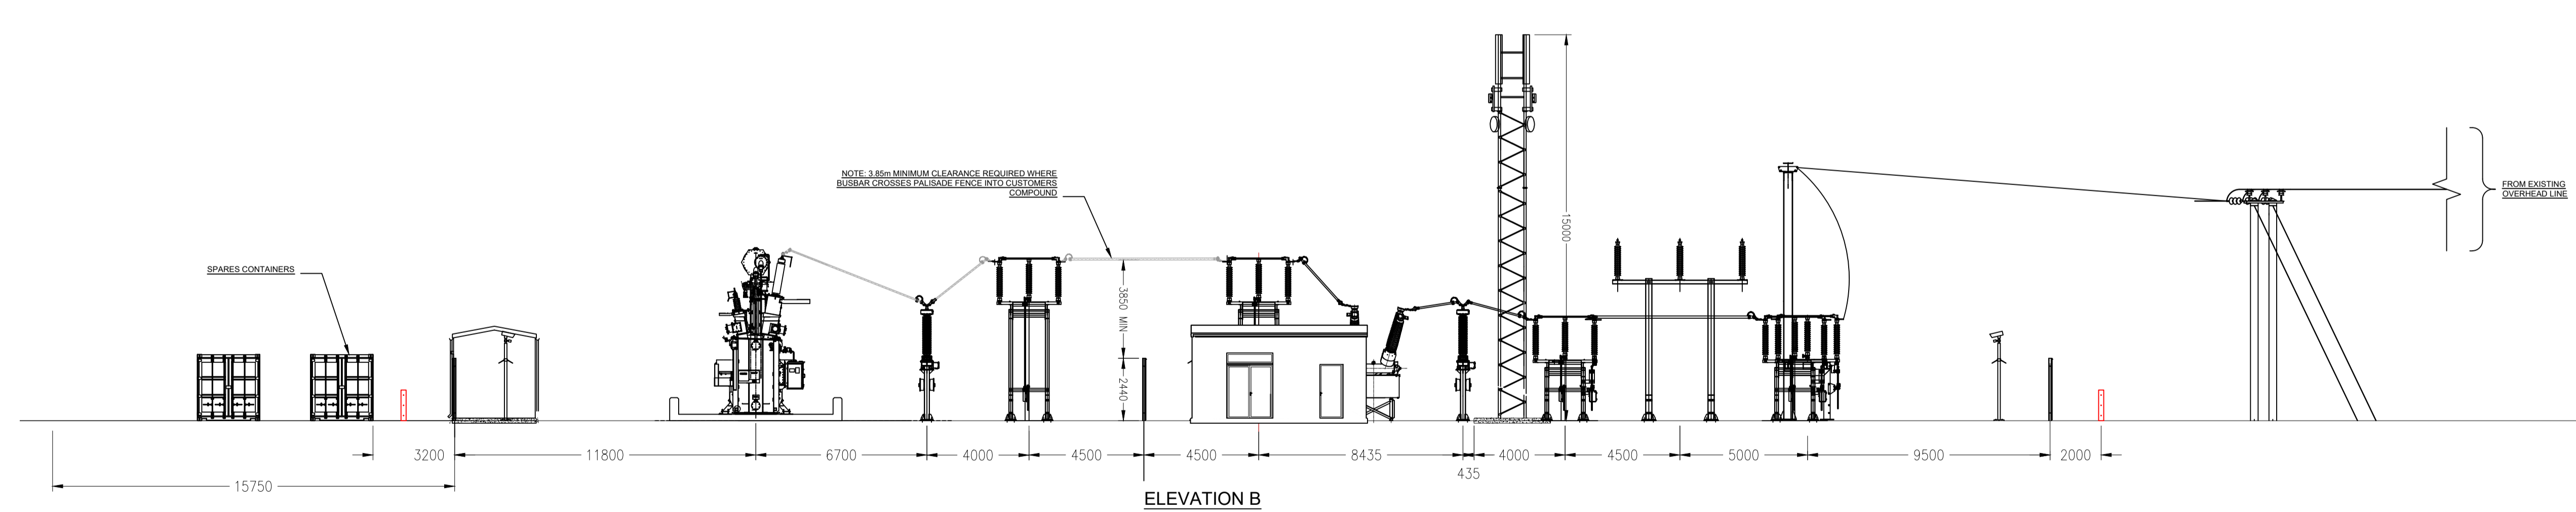 NOTE: 3.85m MINIMUM CLEARANCE REQUIRED WHERE
BUSBAR CROSSES PALISADE FENCE INTO CUSTOMERS
COMPOUND
FROM EXISTING
OVERHEAD LINE
15000
SPARES CONTAINERS
3850 MIN
2440
3200
11800
6700
4000
4500
4500
8435
435
4000
4500
5000
9500
2000
15750
ELEVATION B